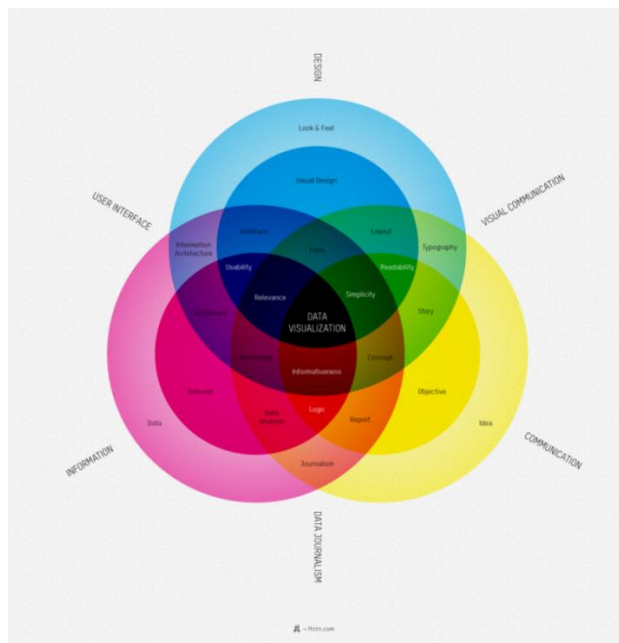 DESIGN
Look & Feel
Visual Design
USER INTERFACE
VISUAL COMMUNICATION
Interface
Layout
Information
Architecture
Typography
Form
Usability
Readability
Relevance
Simplicity
Story
DATA
VISUALIZATION
Concept
Informativeness
Data set
Objective
Data
Logic
Data
Analysis
Report
Idea
INFORMATION
COMMUNICATION
Journalism
DATA JOURNALISM